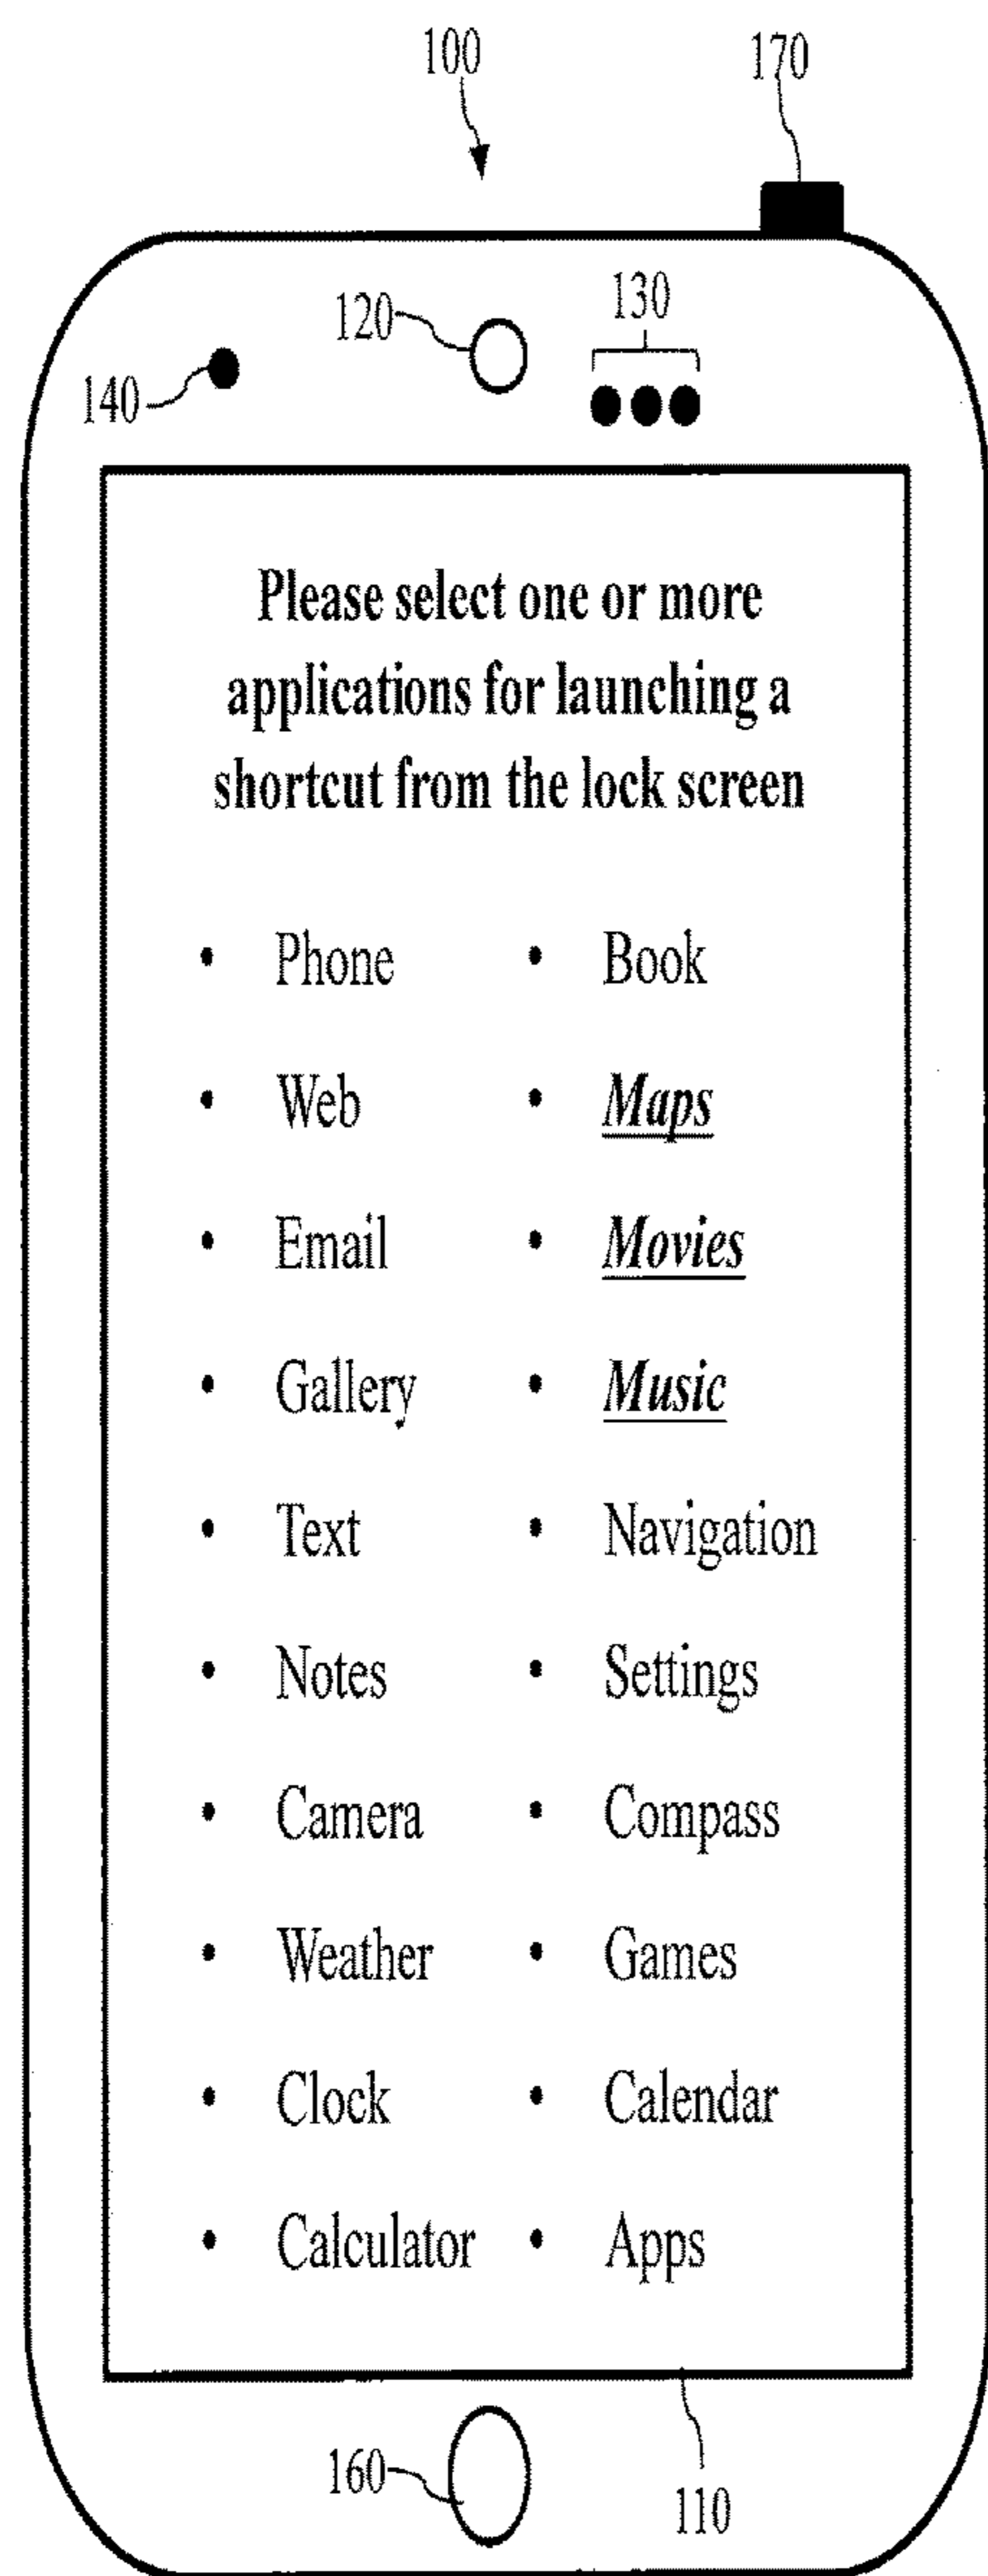 100
170
120
130
140
Please select one or more
applications for launching a
shortcut from the lock screen
• Phone • Book
• Web • Maps
• Email • Movies
• Gallery • Music
• Text • Navigation
• Notes • Settings
• Camera • Compass
• Weather • Games
• Clock • Calendar
• Calculator • Apps
160
110